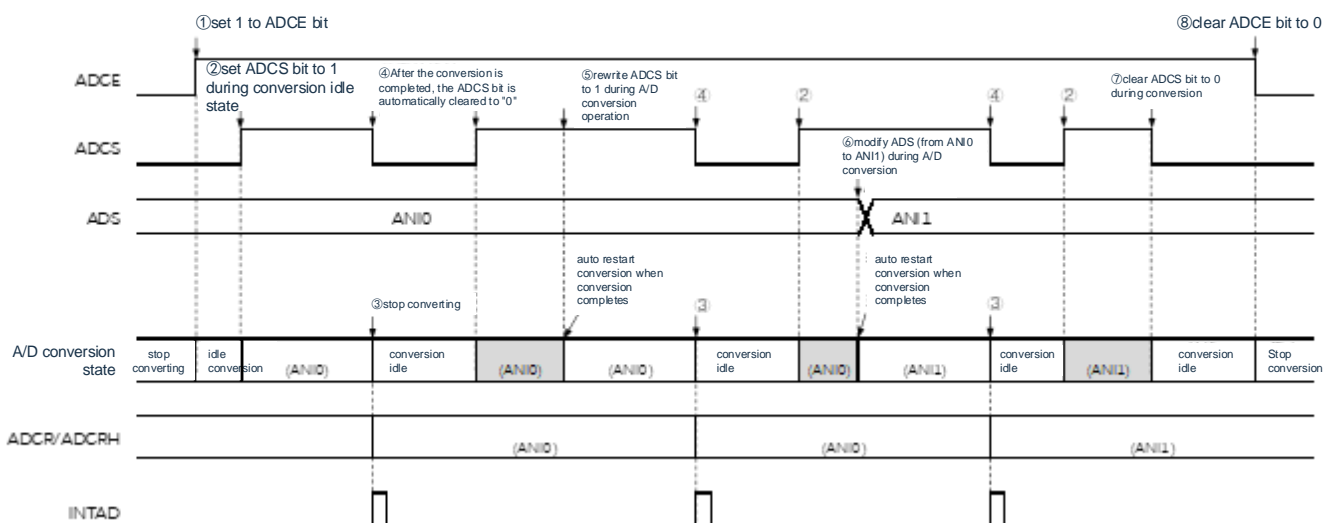 ①set 1 to ADCE bit
⑧clear ADCE bit to 0
ADCE
②set ADCS bit to 1
during conversion idle
state
④After the conversion is
completed, the ADCS bit is
automatically cleared to "0"
⑤rewrite ADCS bit
to 1 during A/D
conversion
operation
④
②
④
②
⑦clear ADCS bit to 0
during conversion
ADCS
⑥modify ADS (from ANI0
to ANI1) during A/D
conversion
ADS
ANI0
ANI1
auto restart
conversion when
conversion
completes
auto restart
conversion when
conversion
completes
③stop converting
③
③
A/D conversion
state
stop
converting
idle
conversion
(ANI0)
conversion
idle
(ANI0)
(ANI0)
conversion
idle
(ANI0)
(ANI1)
conversion
idle
(ANI1)
conversion
idle
Stop
conversion
ADCR/ADCRH
(ANI0)
(ANI0)
(ANI1)
INTAD